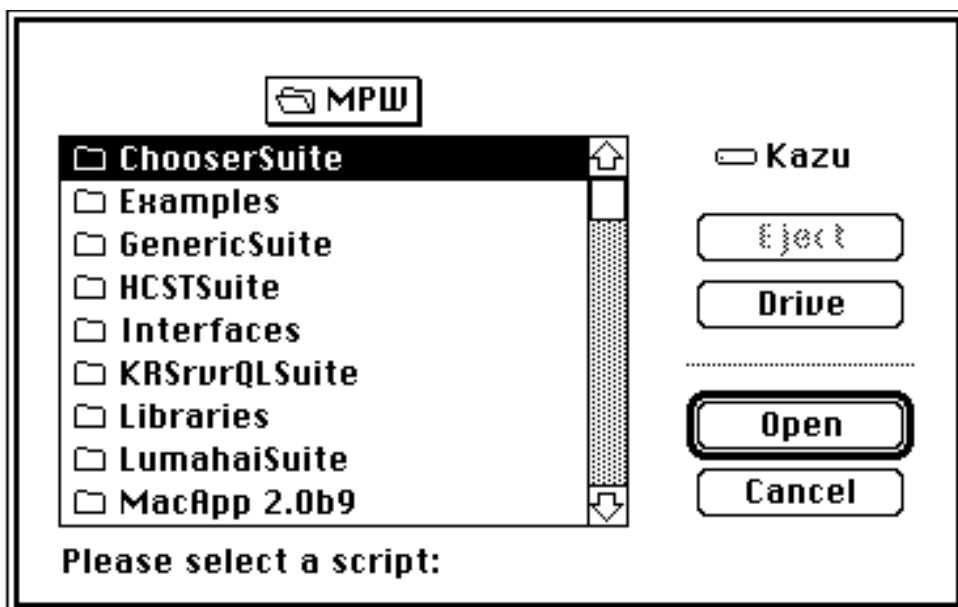 MPW
ChooserSuite
Examples
GenericSuite
HCSTSuite
Interfaces
KRSrvrQLSuite
Libraries
LumahaiSuite
MacApp 2.0b9
Please select a script:
Kazu
Eject
Drive
Open
Cancel